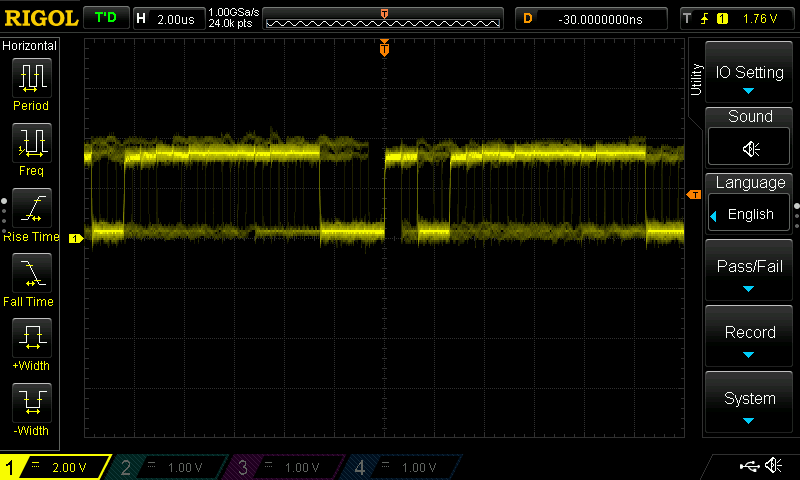 RIGOL T'D H 2.00us 1.00GSa/s 24.0k pts T D -30.0000000ns T 1 1.76 V
Horizontal
Period
Freq
Rise Time
Fall Time
+Width
-Width
T
T
1
Utility
IO Setting
Sound
Language
English
Pass/Fail
Record
System
1 2.00 V 2 1.00 V 3 1.00 V 4 1.00 V